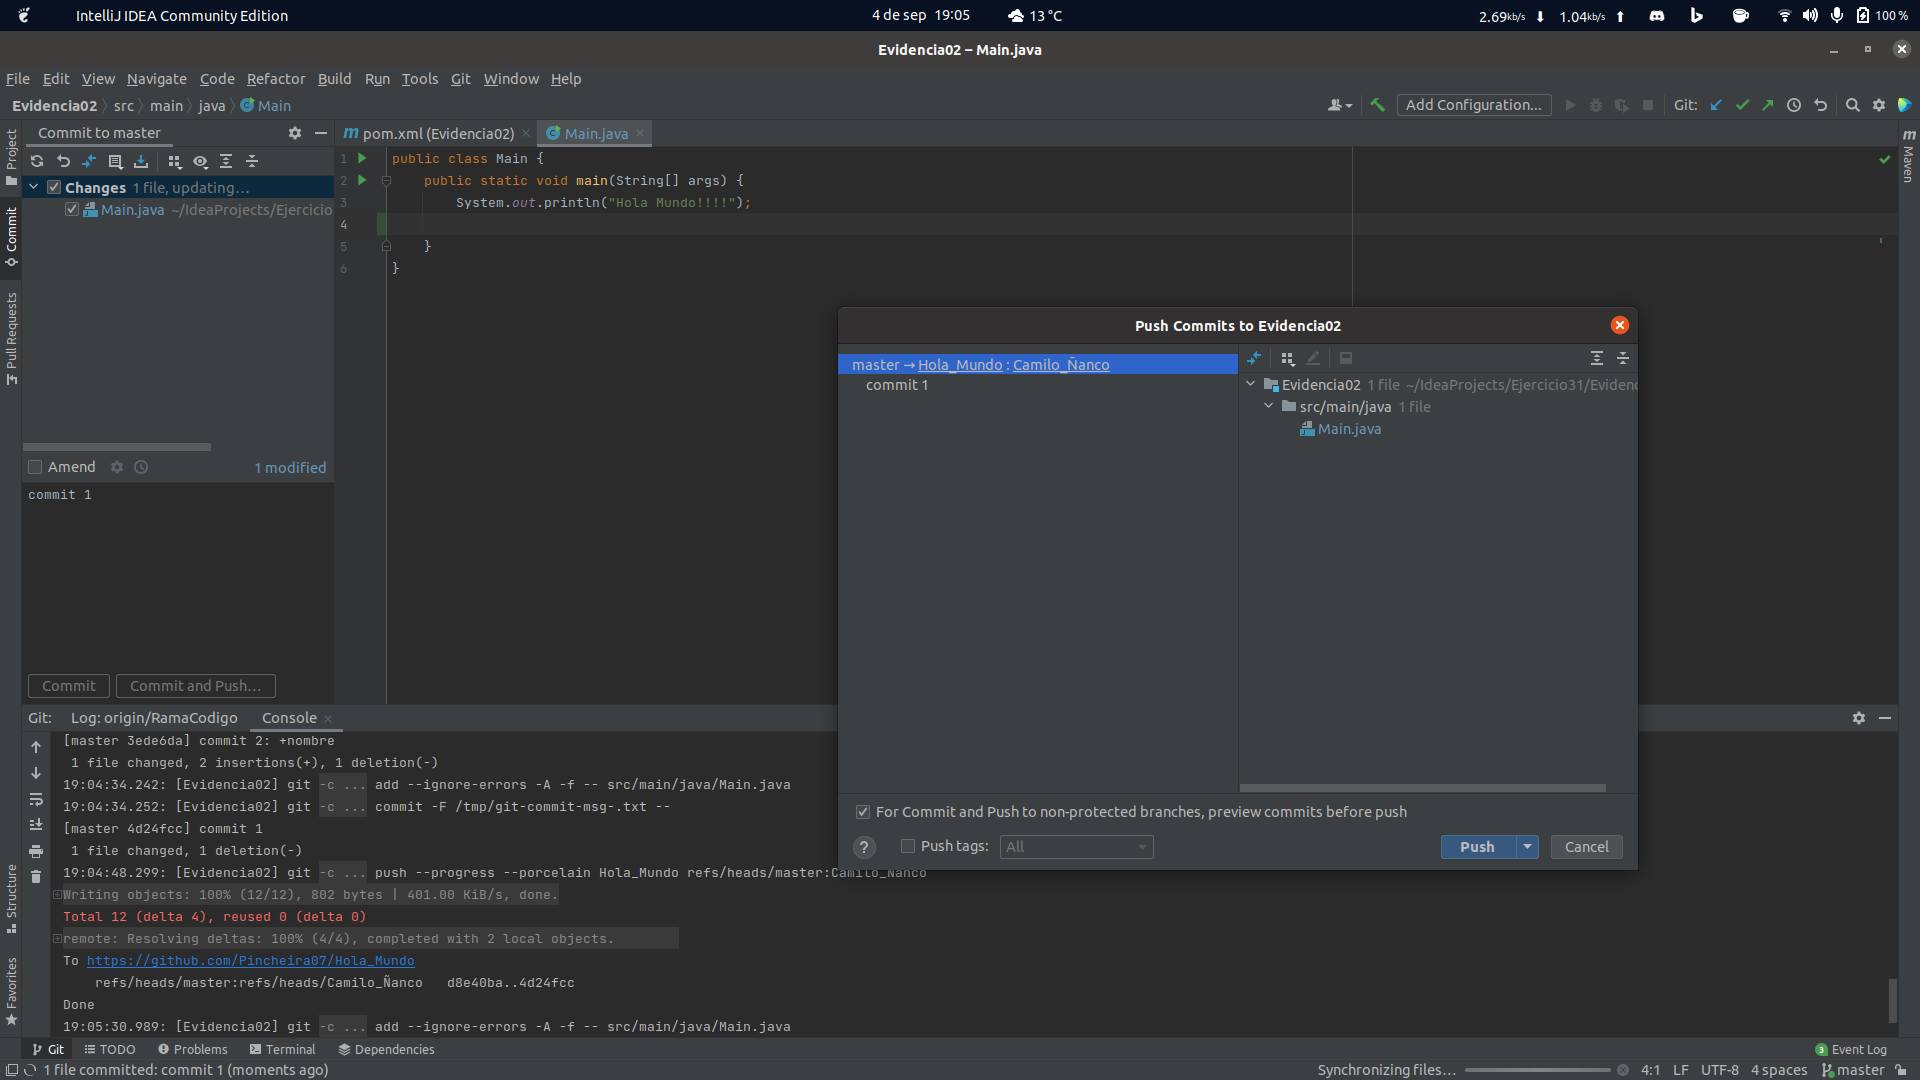 IntelliJ IDEA Community Edition
4 de sep 19:05
13 °C
2.69kb/s 1.04kb/s
100 %
Evidencia02 – Main.java
File Edit View Navigate Code Refactor Build Run Tools Git Window Help
Evidencia02 src main java Main
Add Configuration...
Git:
Commit to master
pom.xml (Evidencia02)
Main.java
Project
Commit
Pull Requests
Structure
Favorites
Maven
Changes 1 file, updating...
Main.java ~/IdeaProjects/Ejercicio
1 public class Main {
2 public static void main(String[] args) {
3 System.out.println("Hola Mundo!!!!");
4
5 }
6 }
Amend
1 modified
commit 1
Commit
Commit and Push...
Push Commits to Evidencia02
master → Hola_Mundo : Camilo_Ñanco
commit 1
Evidencia02 1 file ~/IdeaProjects/Ejercicio31/Evidenc
src/main/java 1 file
Main.java
For Commit and Push to non-protected branches, preview commits before push
? Push tags: All
Push
Cancel
Git: Log: origin/RamaCodigo Console
[master 3ede6da] commit 2: +nombre
1 file changed, 2 insertions(+), 1 deletion(-)
19:04:34.242: [Evidencia02] git -c ... add --ignore-errors -A -f -- src/main/java/Main.java
19:04:34.252: [Evidencia02] git -c ... commit -F /tmp/git-commit-msg-.txt --
[master 4d24fcc] commit 1
1 file changed, 1 deletion(-)
19:04:48.299: [Evidencia02] git -c ... push --progress --porcelain Hola_Mundo refs/heads/master:Camilo_Ñanco
Writing objects: 100% (12/12), 802 bytes | 401.00 KiB/s, done.
Total 12 (delta 4), reused 0 (delta 0)
remote: Resolving deltas: 100% (4/4), completed with 2 local objects.
To https://github.com/Pincheira07/Hola_Mundo
refs/heads/master:refs/heads/Camilo_Ñanco d8e40ba..4d24fcc
Done
19:05:30.989: [Evidencia02] git -c ... add --ignore-errors -A -f -- src/main/java/Main.java
Git TODO Problems Terminal Dependencies
3 Event Log
1 file committed: commit 1 (moments ago)
Synchronizing files...
4:1 LF UTF-8 4 spaces master